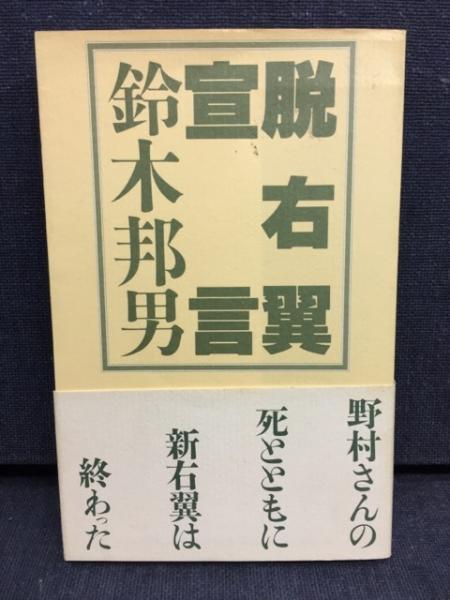 脱右翼
宣言
鈴木邦男
野村さんの
死とともに
新右翼は
終わった